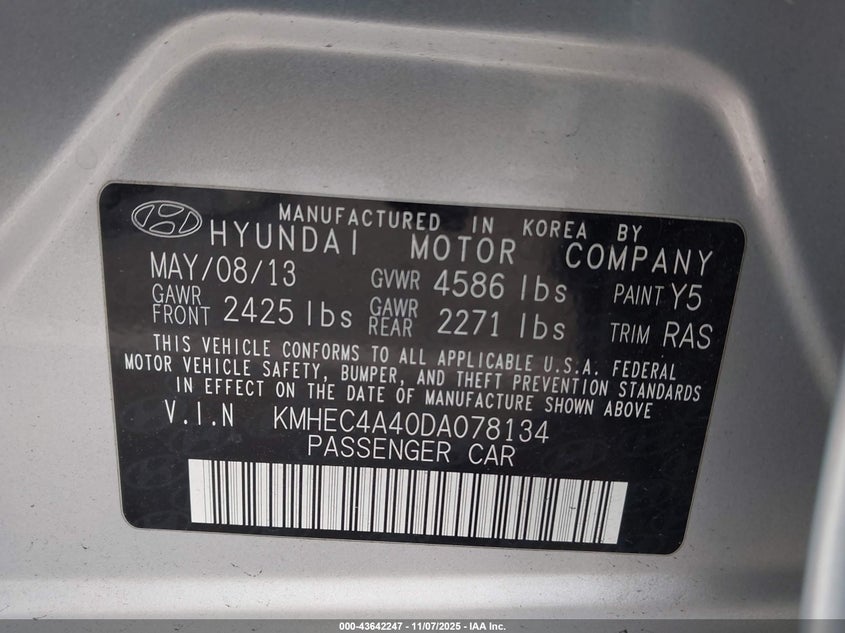 MANUFACTURED IN KOREA BY
HYUNDAI MOTOR COMPANY
MAY/08/13 GVWR 4586 lbs PAINT Y5
GAWR FRONT 2425 lbs GAWR REAR 2271 lbs TRIM RAS
THIS VEHICLE CONFORMS TO ALL APPLICABLE U.S.A. FEDERAL
MOTOR VEHICLE SAFETY, BUMPER, AND THEFT PREVENTION STANDARDS
IN EFFECT ON THE DATE OF MANUFACTURE SHOWN ABOVE
V.I.N KMHEC4A40DA078134
PASSENGER CAR
000-43642247 - 11/07/2025 - IAA Inc.